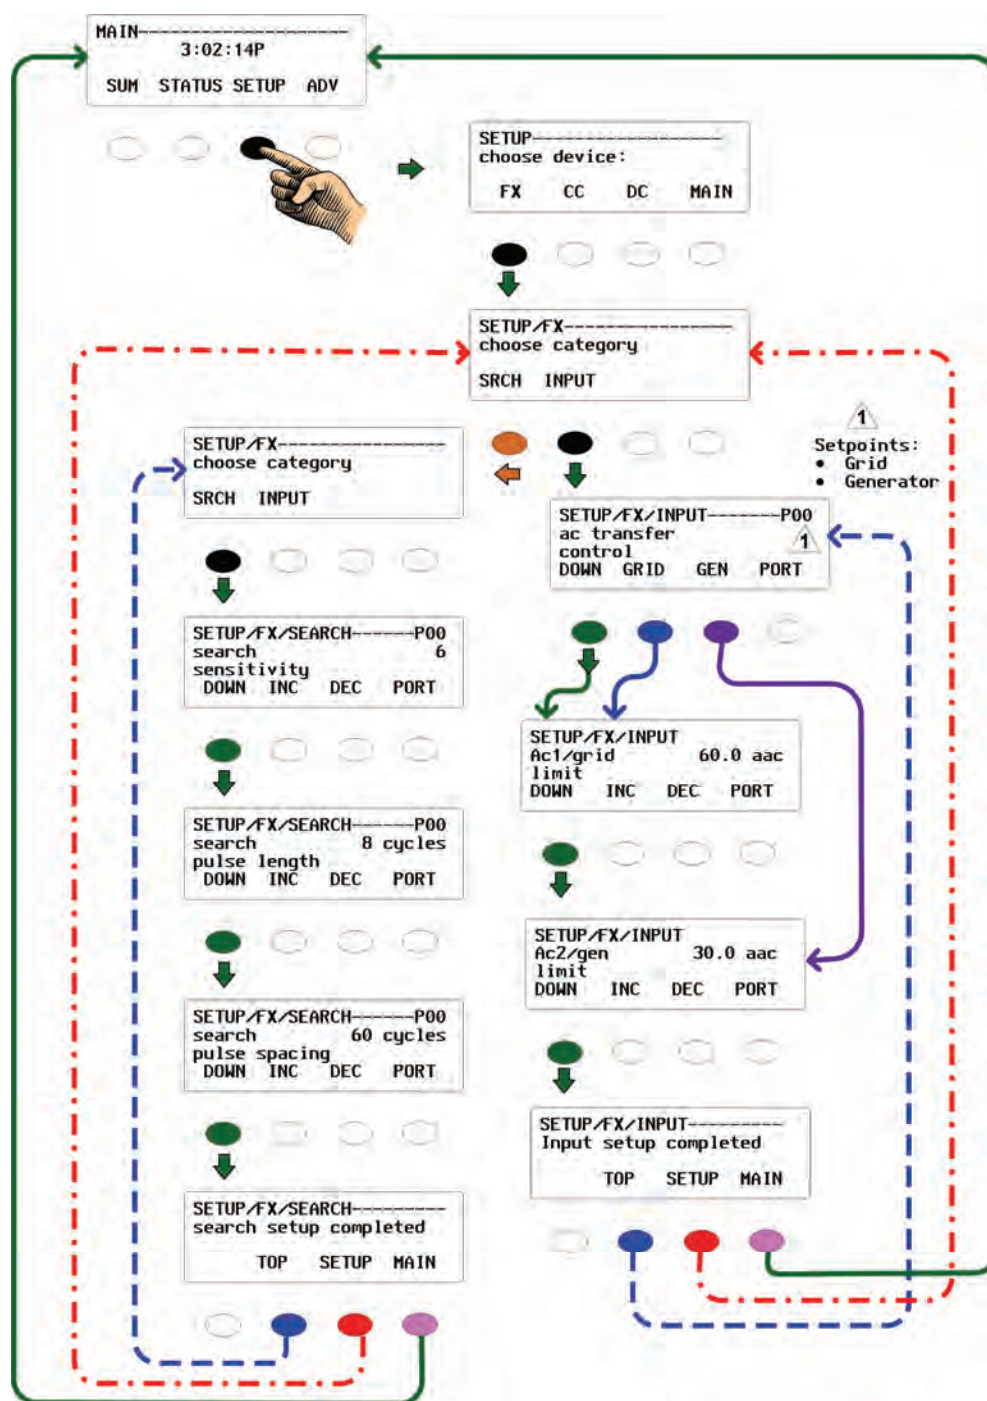 MAIN---------------------
3:02:14P
SUM STATUS SETUP ADV
SETUP-------------------
choose device:
FX CC DC MAIN
SETUP/FX-----------------
choose category
SRCH INPUT
1
Setpoints:
• Grid
• Generator
SETUP/FX-----------------
choose category
SRCH INPUT
SETUP/FX/SEARCH------P00
search 6
sensitivity
DOWN INC DEC PORT
SETUP/FX/SEARCH------P00
search 8 cycles
pulse length
DOWN INC DEC PORT
SETUP/FX/SEARCH------P00
search 60 cycles
pulse spacing
DOWN INC DEC PORT
SETUP/FX/SEARCH---------
search setup completed
TOP SETUP MAIN
SETUP/FX/INPUT-------P00
ac transfer
1
control
DOWN GRID GEN PORT
SETUP/FX/INPUT
Ac1/grid 60.0 aac
limit
DOWN INC DEC PORT
SETUP/FX/INPUT
Ac2/gen 30.0 aac
limit
DOWN INC DEC PORT
SETUP/FX/INPUT---------
Input setup completed
TOP SETUP MAIN